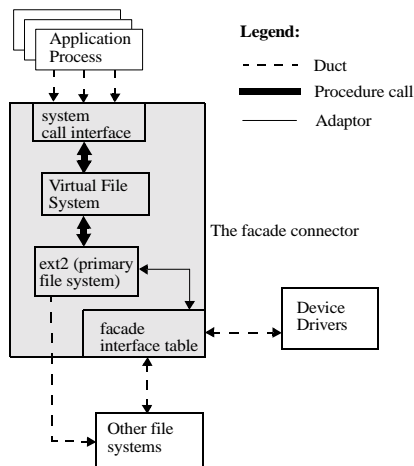 Application
Process
Legend:
Duct
Procedure call
Adaptor
system
call interface
Virtual File
System
The facade connector
ext2 (primary
file system)
facade
interface table
Device
Drivers
Other file
systems